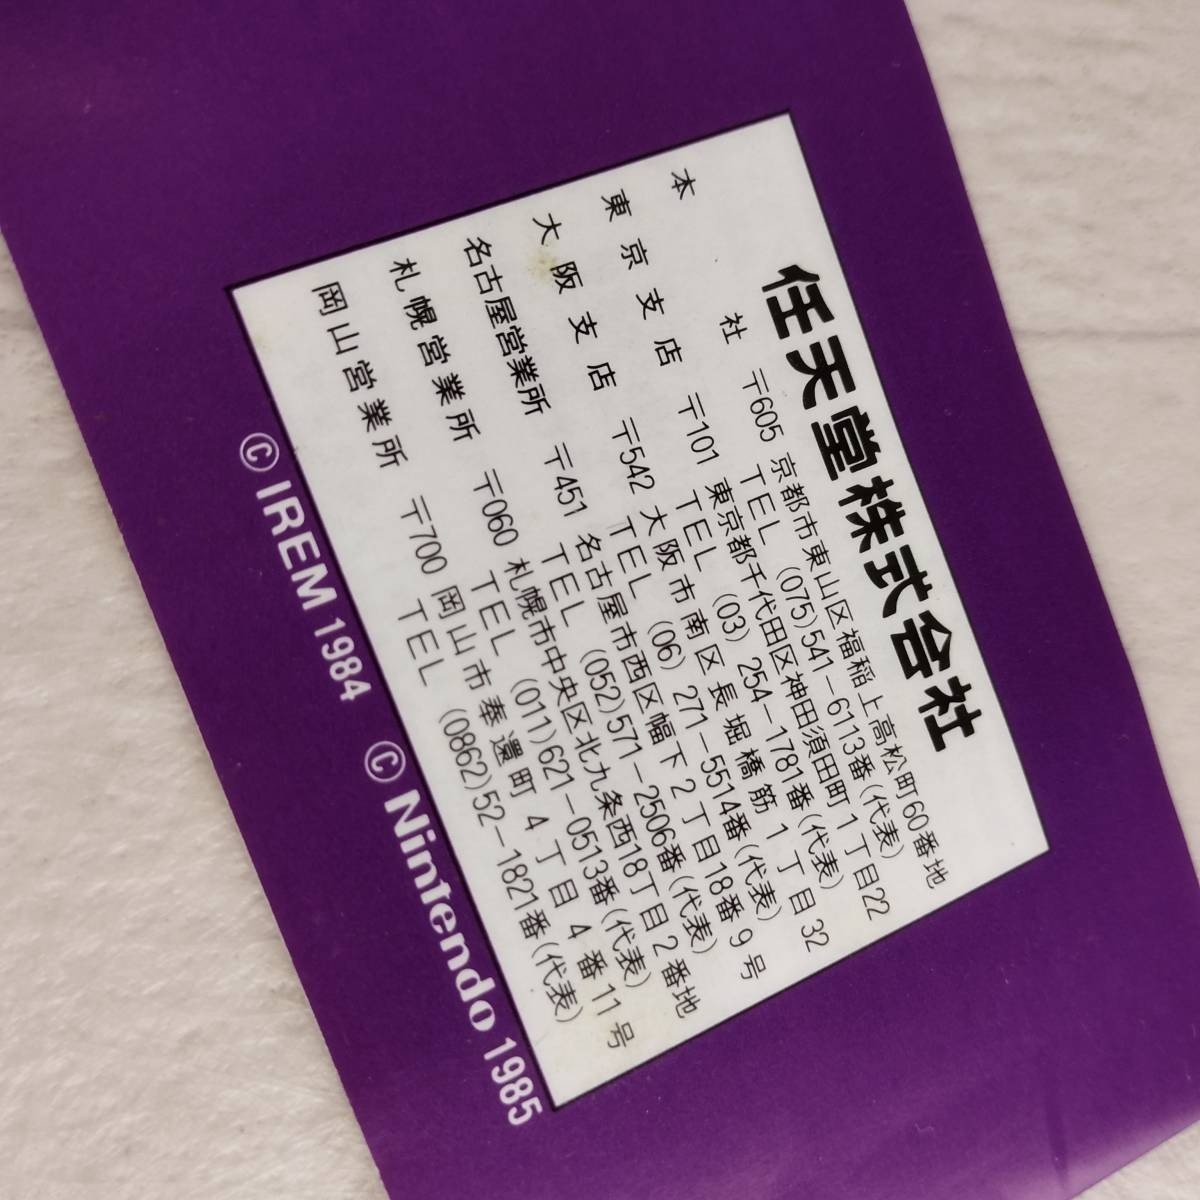 任天堂株式会社
本社 〒605 京都市東山区福稲上高松町60番地
TEL (075)541-6113番(代表)
東京支店 〒101 東京都千代田区神田須田町1丁目22
TEL (03) 254-1781番(代表)
大阪支店 〒542 大阪市南区長堀橋筋1丁目32
TEL (06) 271-5514番(代表)
名古屋営業所 〒451 名古屋市西区幅下2丁目18番9号
TEL (052)571-2506番(代表)
札幌営業所 〒060 札幌市中央区北九条西18丁目2番地
TEL (011)621-0513番(代表)
岡山営業所 〒700 岡山市奉還町4丁目4番11号
TEL (0862)52-1821番(代表)
© IREM 1984 © Nintendo 1985